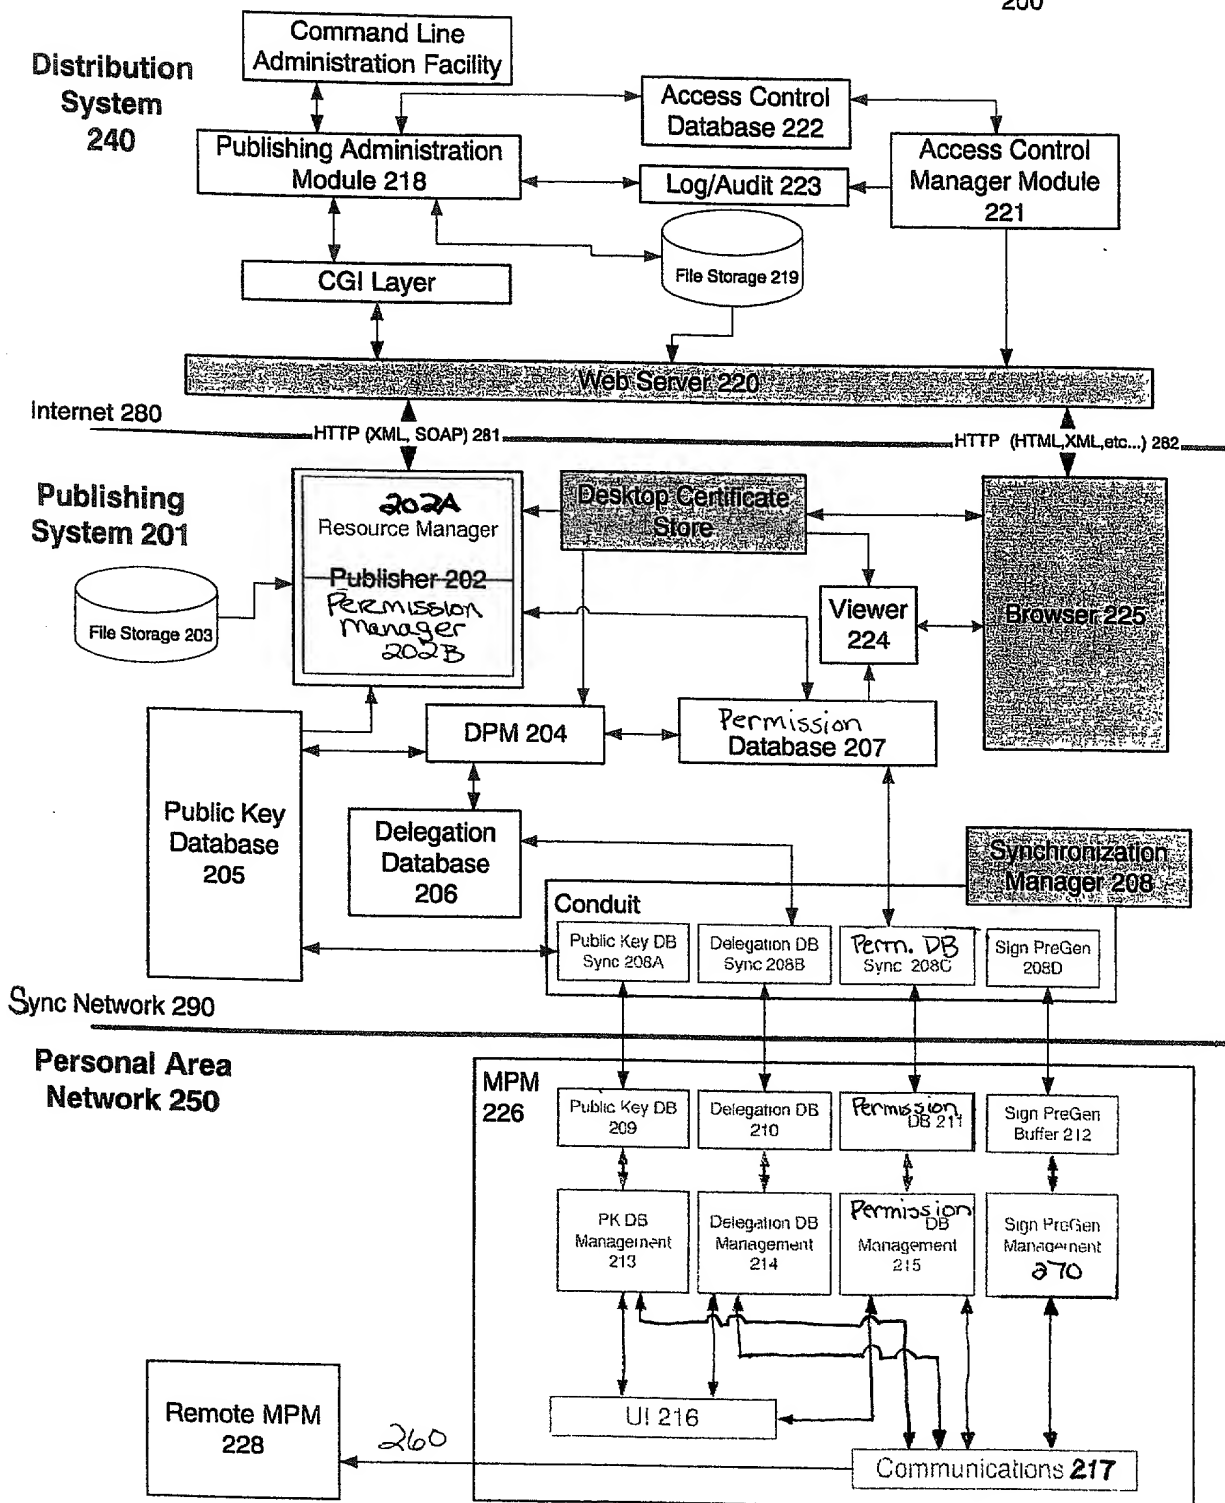 200
Command Line
Administration Facility
Distribution
System
240
Access Control
Database 222
Publishing Administration
Module 218
Access Control
Manager Module
221
Log/Audit 223
File Storage 219
CGI Layer
Web Server 220
Internet 280
HTTP (XML, SOAP) 281
HTTP (HTML,XML,etc...) 282
Publishing
System 201
202A
Resource Manager
Publisher 202
Permission
Manager
202B
Desktop Certificate
Store
File Storage 203
Viewer
224
Browser 225
DPM 204
Permission
Database 207
Public Key
Database
205
Delegation
Database
206
Synchronization
Manager 208
Conduit
Public Key DB
Sync 208A
Delegation DB
Sync 208B
Perm. DB
Sync 208C
Sign PreGen
208D
Sync Network 290
Personal Area
Network 250
MPM
226
Public Key DB
209
Delegation DB
210
Permission
DB 211
Sign PreGen
Buffer 212
PK DB
Management
213
Delegation DB
Management
214
Permission
DB
Management
215
Sign PreGen
Management
270
UI 216
Remote MPM
228
260
Communications 217